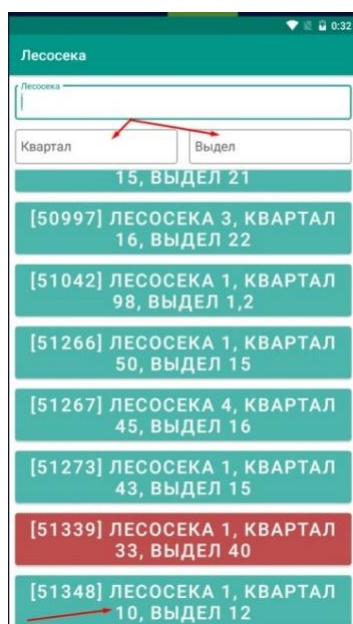 0:32
Лесосека
Лесосека
Квартал
Выдел
15, ВЫДЕЛ 21
[50997] ЛЕСОСЕКА 3, КВАРТАЛ
16, ВЫДЕЛ 22
[51042] ЛЕСОСЕКА 1, КВАРТАЛ
98, ВЫДЕЛ 1,2
[51266] ЛЕСОСЕКА 1, КВАРТАЛ
50, ВЫДЕЛ 15
[51267] ЛЕСОСЕКА 4, КВАРТАЛ
45, ВЫДЕЛ 16
[51273] ЛЕСОСЕКА 1, КВАРТАЛ
43, ВЫДЕЛ 15
[51339] ЛЕСОСЕКА 1, КВАРТАЛ
33, ВЫДЕЛ 40
[51348] ЛЕСОСЕКА 1, КВАРТАЛ
10, ВЫДЕЛ 12